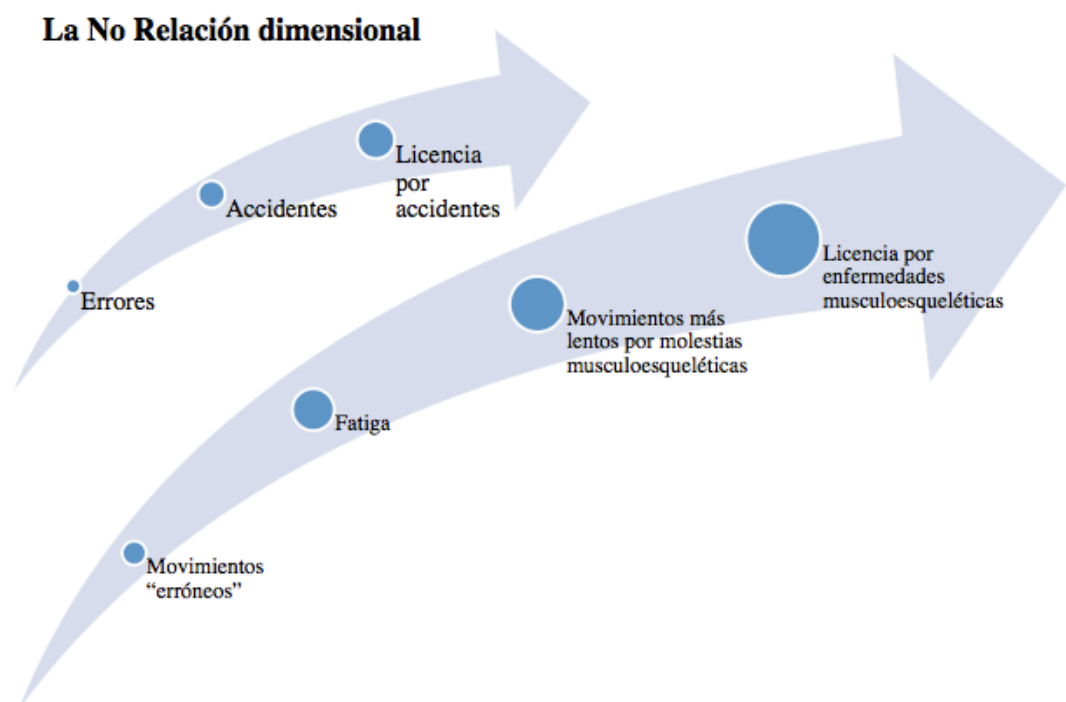 La No Relación dimensional
Errores
Accidentes
Licencia
por
accidentes
Movimientos
“erróneos”
Fatiga
Movimientos más
lentos por molestias
musculoesqueléticas
Licencia por
enfermedades
musculoesqueléticas